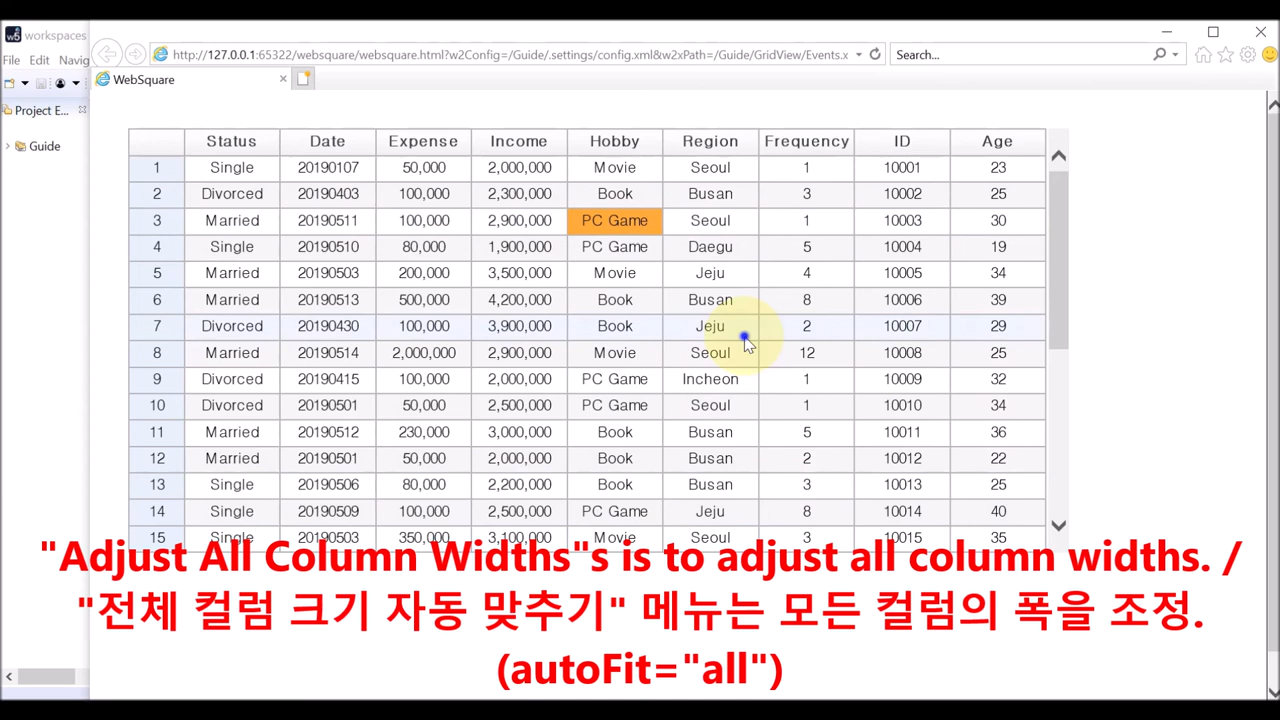 w5 workspaces
File Edit Navig
Project E...
Guide
http://127.0.0.1:65322/websquare/websquare.html?w2Config=/Guide/.settings/config.xml&w2xPath=/Guide/GridView/Events.x
Search...
WebSquare
Status Date Expense Income Hobby Region Frequency ID Age
1 Single 20190107 50,000 2,000,000 Movie Seoul 1 10001 23
2 Divorced 20190403 100,000 2,300,000 Book Busan 3 10002 25
3 Married 20190511 100,000 2,900,000 PC Game Seoul 1 10003 30
4 Single 20190510 80,000 1,900,000 PC Game Daegu 5 10004 19
5 Married 20190503 200,000 3,500,000 Movie Jeju 4 10005 34
6 Married 20190513 500,000 4,200,000 Book Busan 8 10006 39
7 Divorced 20190430 100,000 3,900,000 Book Jeju 2 10007 29
8 Married 20190514 2,000,000 2,900,000 Movie Seoul 12 10008 25
9 Divorced 20190415 100,000 2,000,000 PC Game Incheon 1 10009 32
10 Divorced 20190501 50,000 2,500,000 PC Game Seoul 1 10010 34
11 Married 20190512 230,000 3,000,000 Book Busan 5 10011 36
12 Married 20190501 50,000 2,000,000 Book Busan 2 10012 22
13 Single 20190506 80,000 2,200,000 Book Busan 3 10013 25
14 Single 20190509 100,000 2,500,000 PC Game Jeju 8 10014 40
15 Single 20190503 350,000 3,100,000 Movie Seoul 3 10015 35
"Adjust All Column Widths"s is to adjust all column widths. /
"전체 컬럼 크기 자동 맞추기" 메뉴는 모든 컬럼의 폭을 조정.
(autoFit="all")